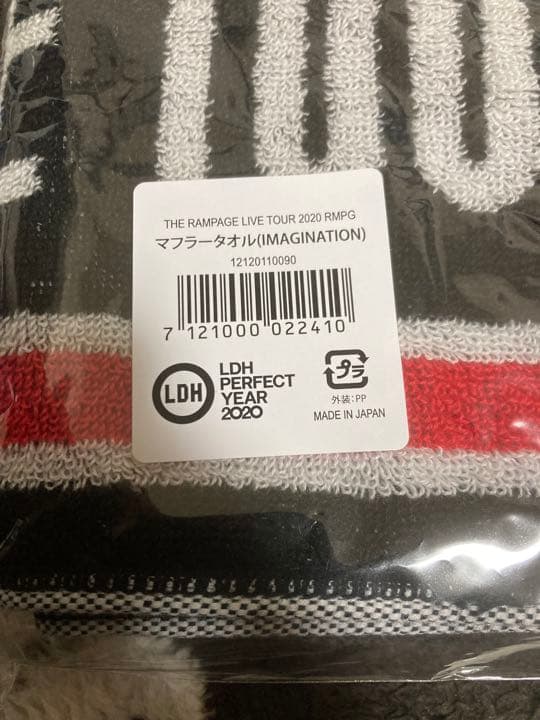 THE RAMPAGE LIVE TOUR 2020 RMPG
マフラータオル(IMAGINATION)
12120110090
7 121000 022410
LDH
LDH
PERFECT
YEAR
2020
プラ
外装:PP
MADE IN JAPAN